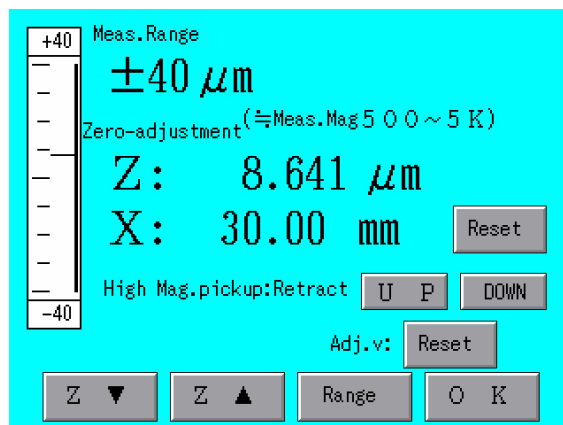 +40
Meas.Range
±40 μm
Zero-adjustment(≒Meas.Mag５００～５Ｋ)
Z: 8.641 μm
X: 30.00 mm
Reset
High Mag.pickup:Retract
Ｕ Ｐ
DOWN
-40
Adj.v:
Reset
Z ▼
Z ▲
Range
Ｏ Ｋ